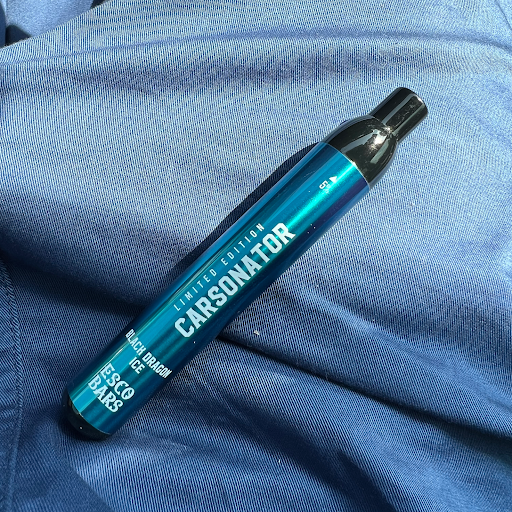 ▲ 5%
LIMITED EDITION
CARSONATOR
BLACK DRAGON
ICE
ESCO
BARS